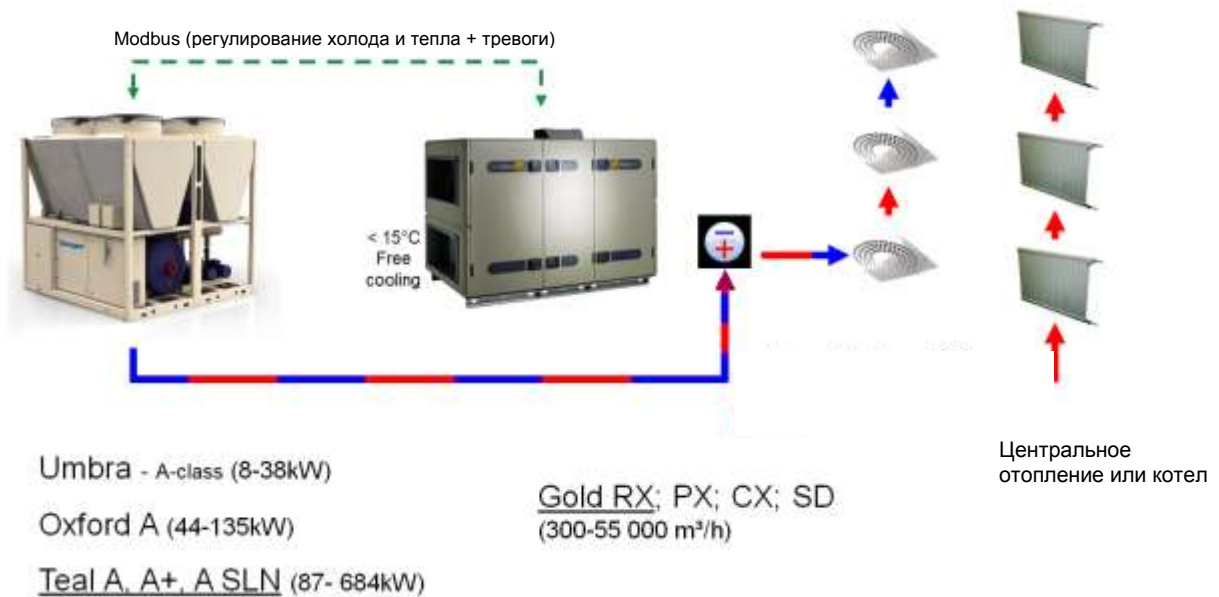 Modbus (регулирование холода и тепла + тревоги)
< 15°C
Free
cooling
Umbra - A-class (8-38kW)
Oxford A (44-135kW)
Teal A, A+, A SLN (87- 684kW)
Gold RX; PX; CX; SD
(300-55 000 m³/h)
Центральное
отопление или котел